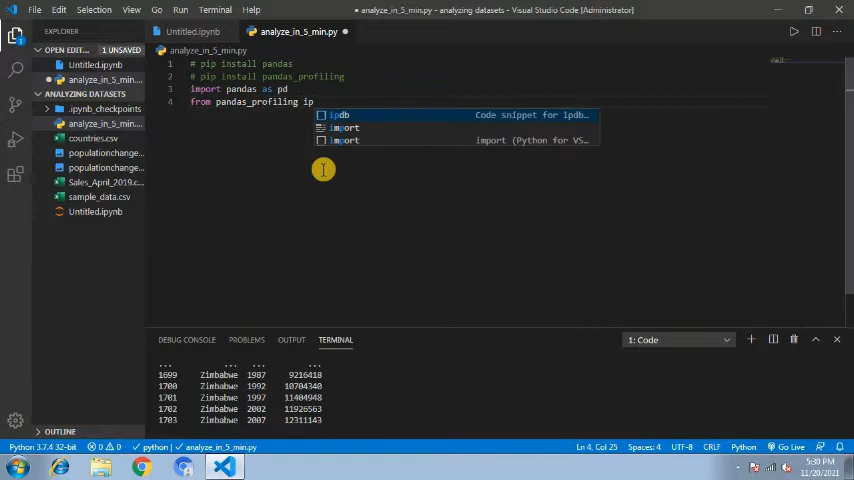 File Edit Selection View Go Run Terminal Help
● analyze_in_5_min.py - analyzing datasets - Visual Studio Code [Administrator]
EXPLORER
Untitled.ipynb
analyze_in_5_min.py ●
OPEN EDIT... 1 UNSAVED
Untitled.ipynb
● analyze_in_5_min....
ANALYZING DATASETS
.ipynb_checkpoints
analyze_in_5_min....
countries.csv
populationchange...
populationchange...
Sales_April_2019.c...
sample_data.csv
Untitled.ipynb
OUTLINE
analyze_in_5_min.py
1 # pip install pandas
2 # pip install pandas_profiling
3 import pandas as pd
4 from pandas_profiling ip
ipdb Code snippet for ipdb...
import
import import (Python for VS...
DEBUG CONSOLE PROBLEMS OUTPUT TERMINAL
1: Code
... ... ... ...
1699 Zimbabwe 1987 9216418
1700 Zimbabwe 1992 10704340
1701 Zimbabwe 1997 11404948
1702 Zimbabwe 2002 11926563
1703 Zimbabwe 2007 12311143
Python 3.7.4 32-bit 0 0 python | ✓ analyze_in_5_min.py
Ln 4, Col 25 Spaces: 4 UTF-8 CRLF Python Go Live
5:30 PM
11/20/2021